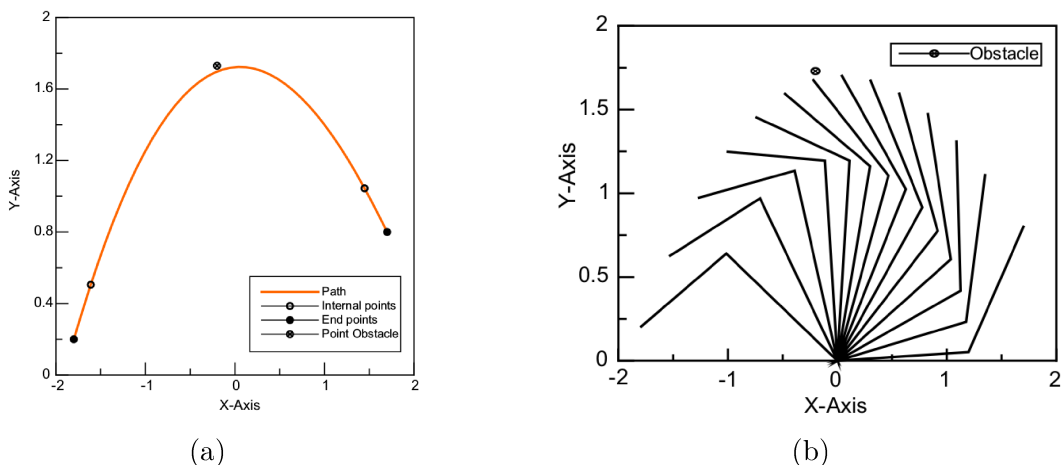 2
1.6
1.2
0.8
0.4
0
-2
-1
0
1
2
Y-Axis
X-Axis
Path
Internal points
End points
Point Obstacle
(a)
2
1.5
1
0.5
0
-2
-1
0
1
2
Y-Axis
X-Axis
Obstacle
(b)